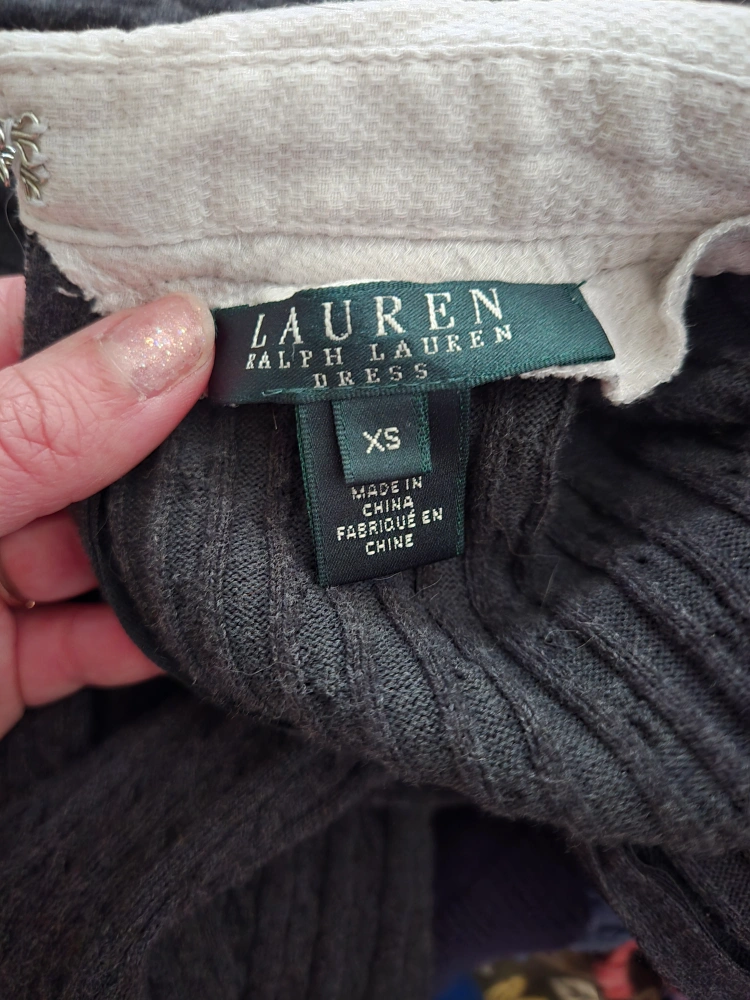 LAUREN
RALPH LAUREN
DRESS
XS
MADE IN
CHINA
FABRIQUÉ EN
CHINE